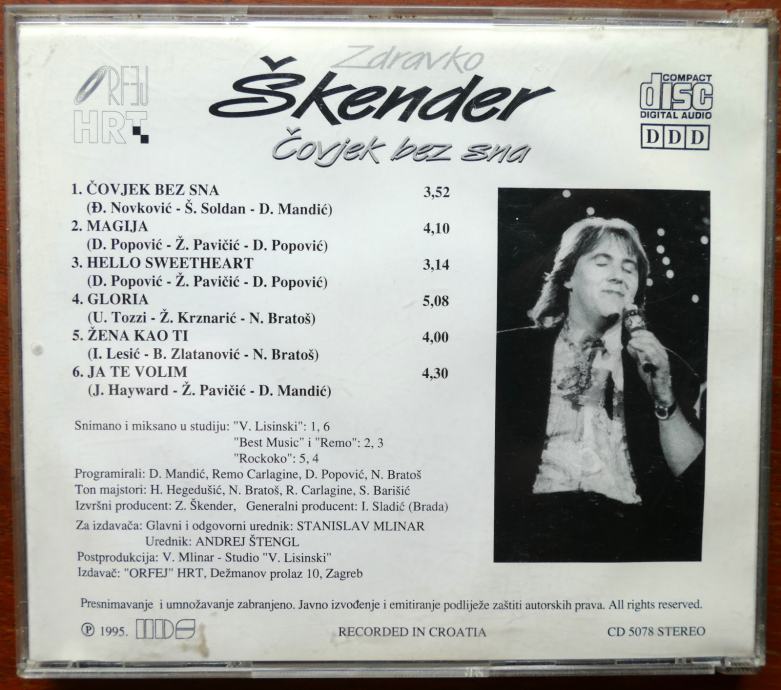 Zdravko
Škender
Čovjek bez sna
ORFEJ
HRT
COMPACT
disc
DIGITAL AUDIO
DDD
1. ČOVJEK BEZ SNA 3,52
(Đ. Novković - Š. Soldan - D. Mandić)
2. MAGIJA 4,10
(D. Popović - Ž. Pavičić - D. Popović)
3. HELLO SWEETHEART 3,14
(D. Popović - Ž. Pavičić - D. Popović)
4. GLORIA 5,08
(U. Tozzi - Ž. Krznarić - N. Bratoš)
5. ŽENA KAO TI 4,00
(I. Lesić - B. Zlatanović - N. Bratoš)
6. JA TE VOLIM 4,30
(J. Hayward - Ž. Pavičić - D. Mandić)
Snimano i miksano u studiju: "V. Lisinski": 1, 6
"Best Music" i "Remo": 2, 3
"Rockoko": 5, 4
Programirali: D. Mandić, Remo Carlagine, D. Popović, N. Bratoš
Ton majstori: H. Hegedušić, N. Bratoš, R. Carlagine, S. Barišić
Izvršni producent: Z. Škender, Generalni producent: I. Sladić (Brada)
Za izdavača: Glavni i odgovorni urednik: STANISLAV MLINAR
Urednik: ANDREJ ŠTENGL
Postprodukcija: V. Mlinar - Studio "V. Lisinski"
Izdavač: "ORFEJ" HRT, Dežmanov prolaz 10, Zagreb
Presnimavanje i umnožavanje zabranjeno. Javno izvođenje i emitiranje podliježe zaštiti autorskih prava. All rights reserved.
Ⓟ 1995. RECORDED IN CROATIA CD 5078 STEREO